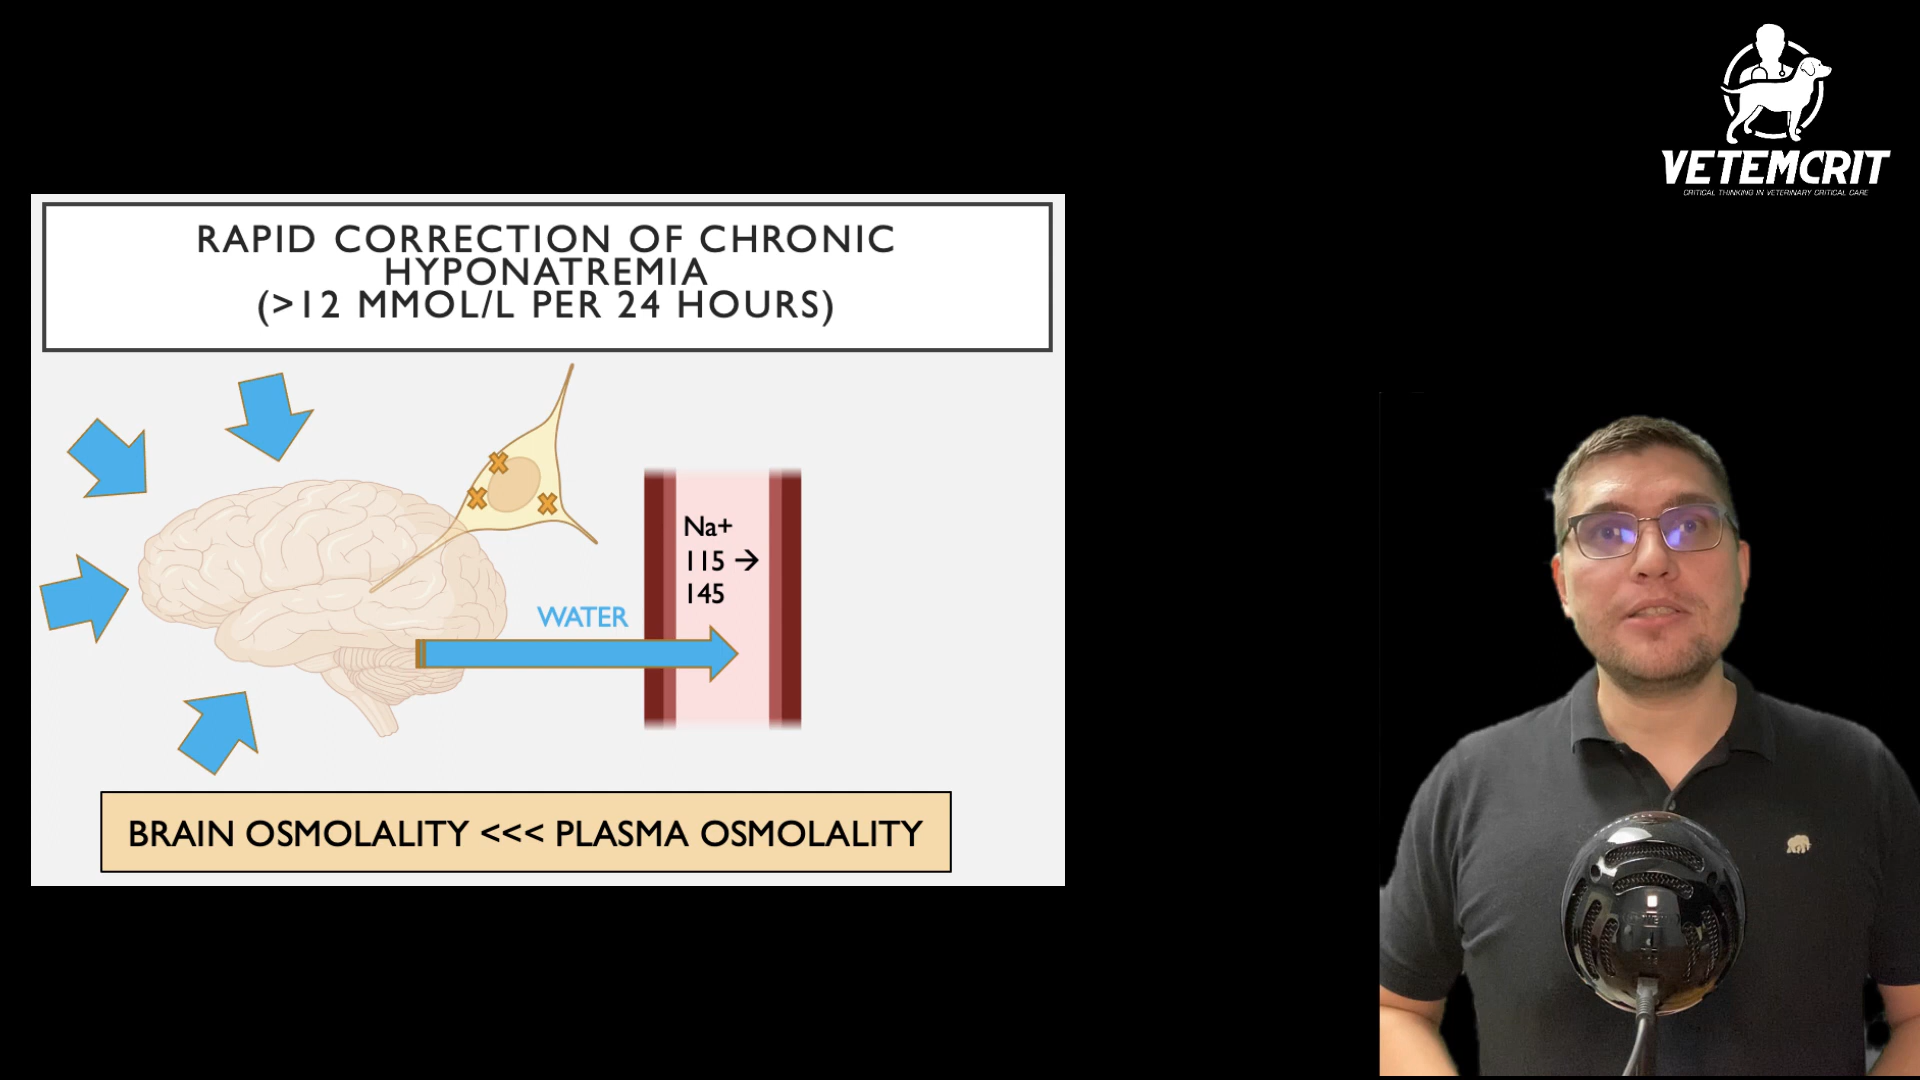 VETEMCRIT
CRITICAL THINKING IN VETERINARY CRITICAL CARE
RAPID CORRECTION OF CHRONIC
HYPONATREMIA
(>12 MMOL/L PER 24 HOURS)
Na+
115 →
145
WATER
BRAIN OSMOLALITY <<< PLASMA OSMOLALITY